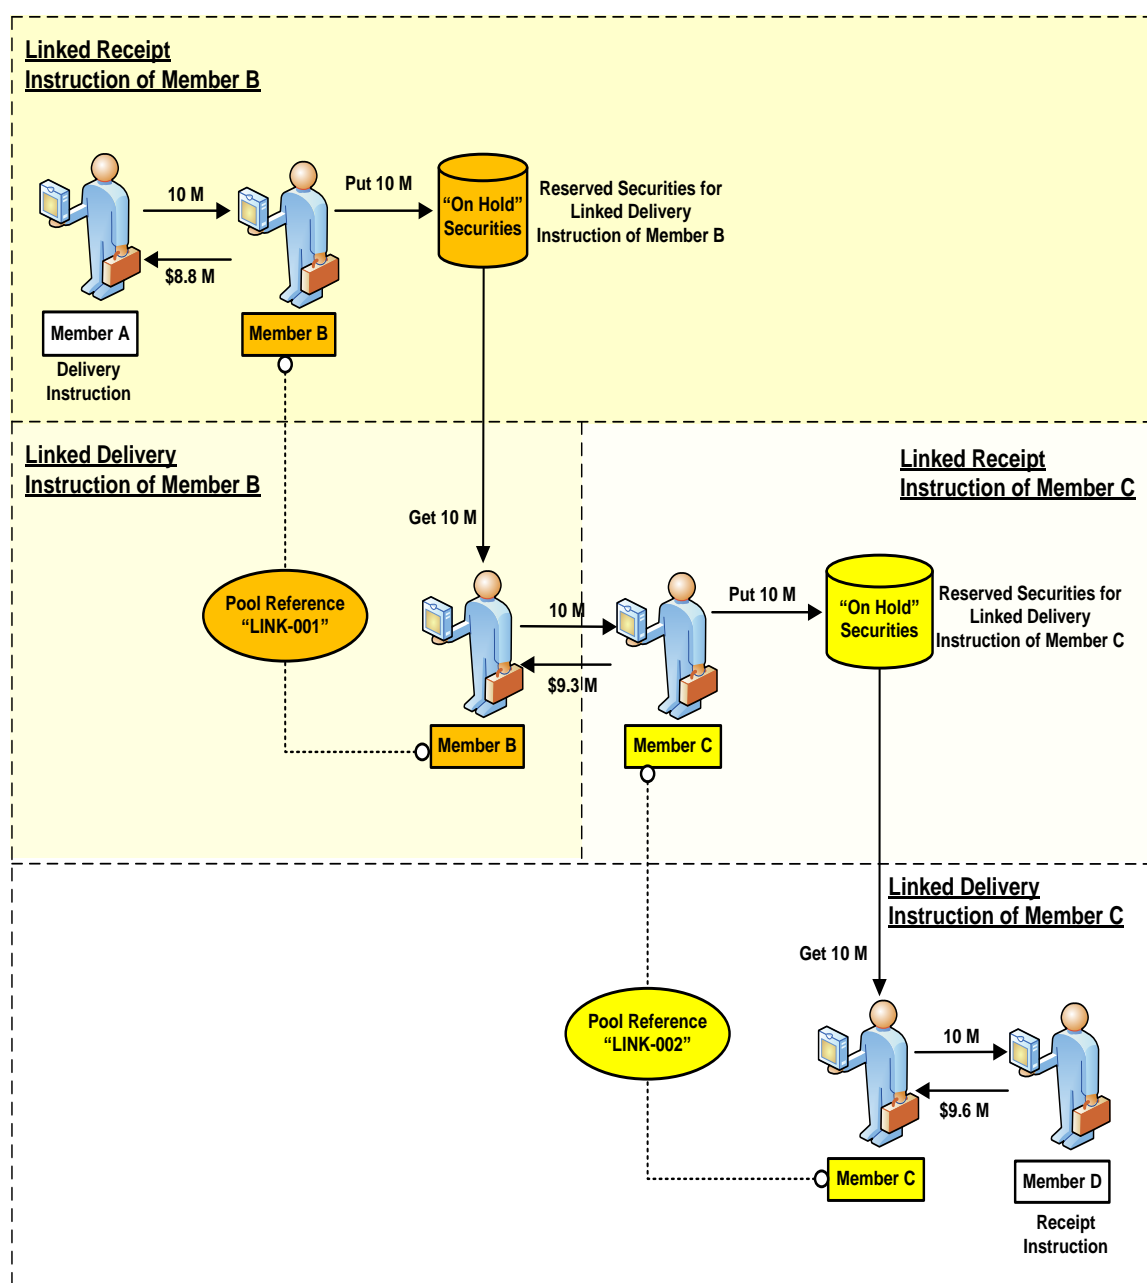 Linked Receipt
Instruction of Member B
10 M
Put 10 M
“On Hold”
Securities
Reserved Securities for
Linked Delivery
Instruction of Member B
$8.8 M
Member A
Member B
Delivery
Instruction
Linked Delivery
Instruction of Member B
Linked Receipt
Instruction of Member C
Get 10 M
Pool Reference
“LINK-001”
10 M
Put 10 M
“On Hold”
Securities
Reserved Securities for
Linked Delivery
Instruction of Member C
$9.3 M
Member B
Member C
Linked Delivery
Instruction of Member C
Get 10 M
Pool Reference
“LINK-002”
10 M
$9.6 M
Member C
Member D
Receipt
Instruction